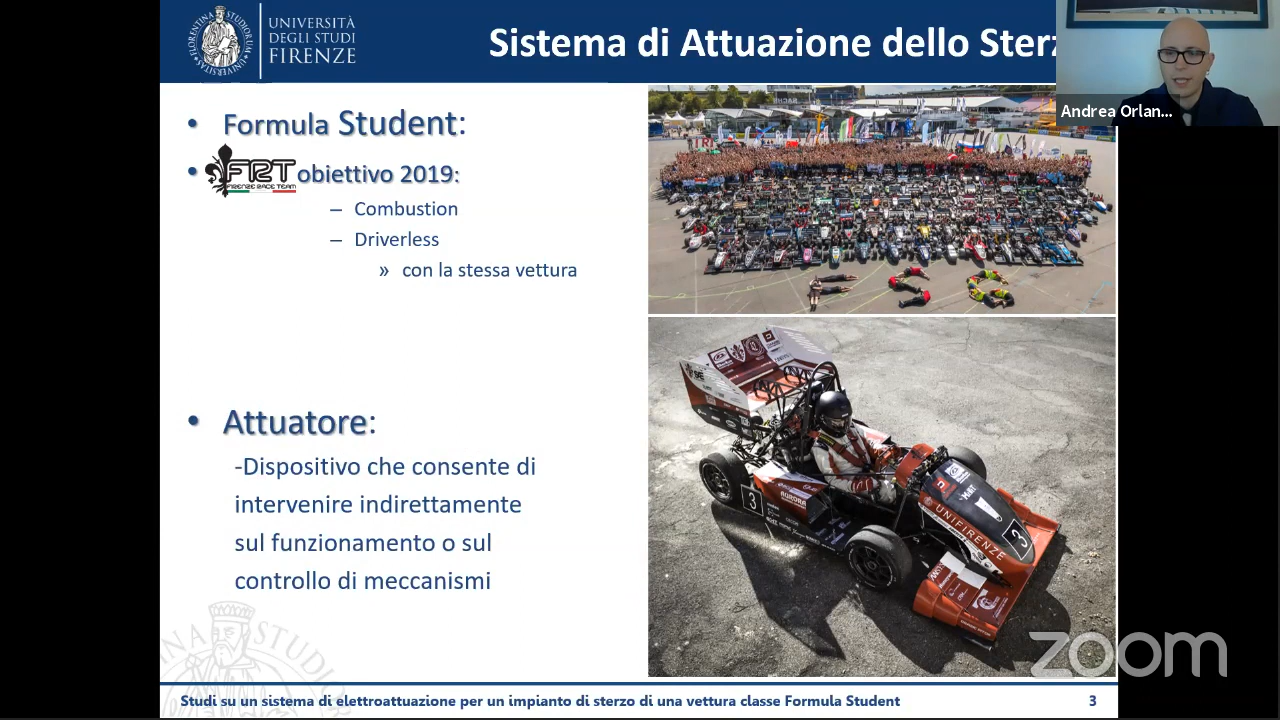 UNIVERSITÀ
DEGLI STUDI
FIRENZE
Sistema di Attuazione dello Sterz
Andrea Orlan...
• Formula Student:
• FRT obiettivo 2019:
FIRENZE RACE TEAM
– Combustion
– Driverless
» con la stessa vettura
• Attuatore:
-Dispositivo che consente di
intervenire indirettamente
sul funzionamento o sul
controllo di meccanismi
AURORA
3
UNIFIRENZE
3
zoom
Studi su un sistema di elettroattuazione per un impianto di sterzo di una vettura classe Formula Student
3